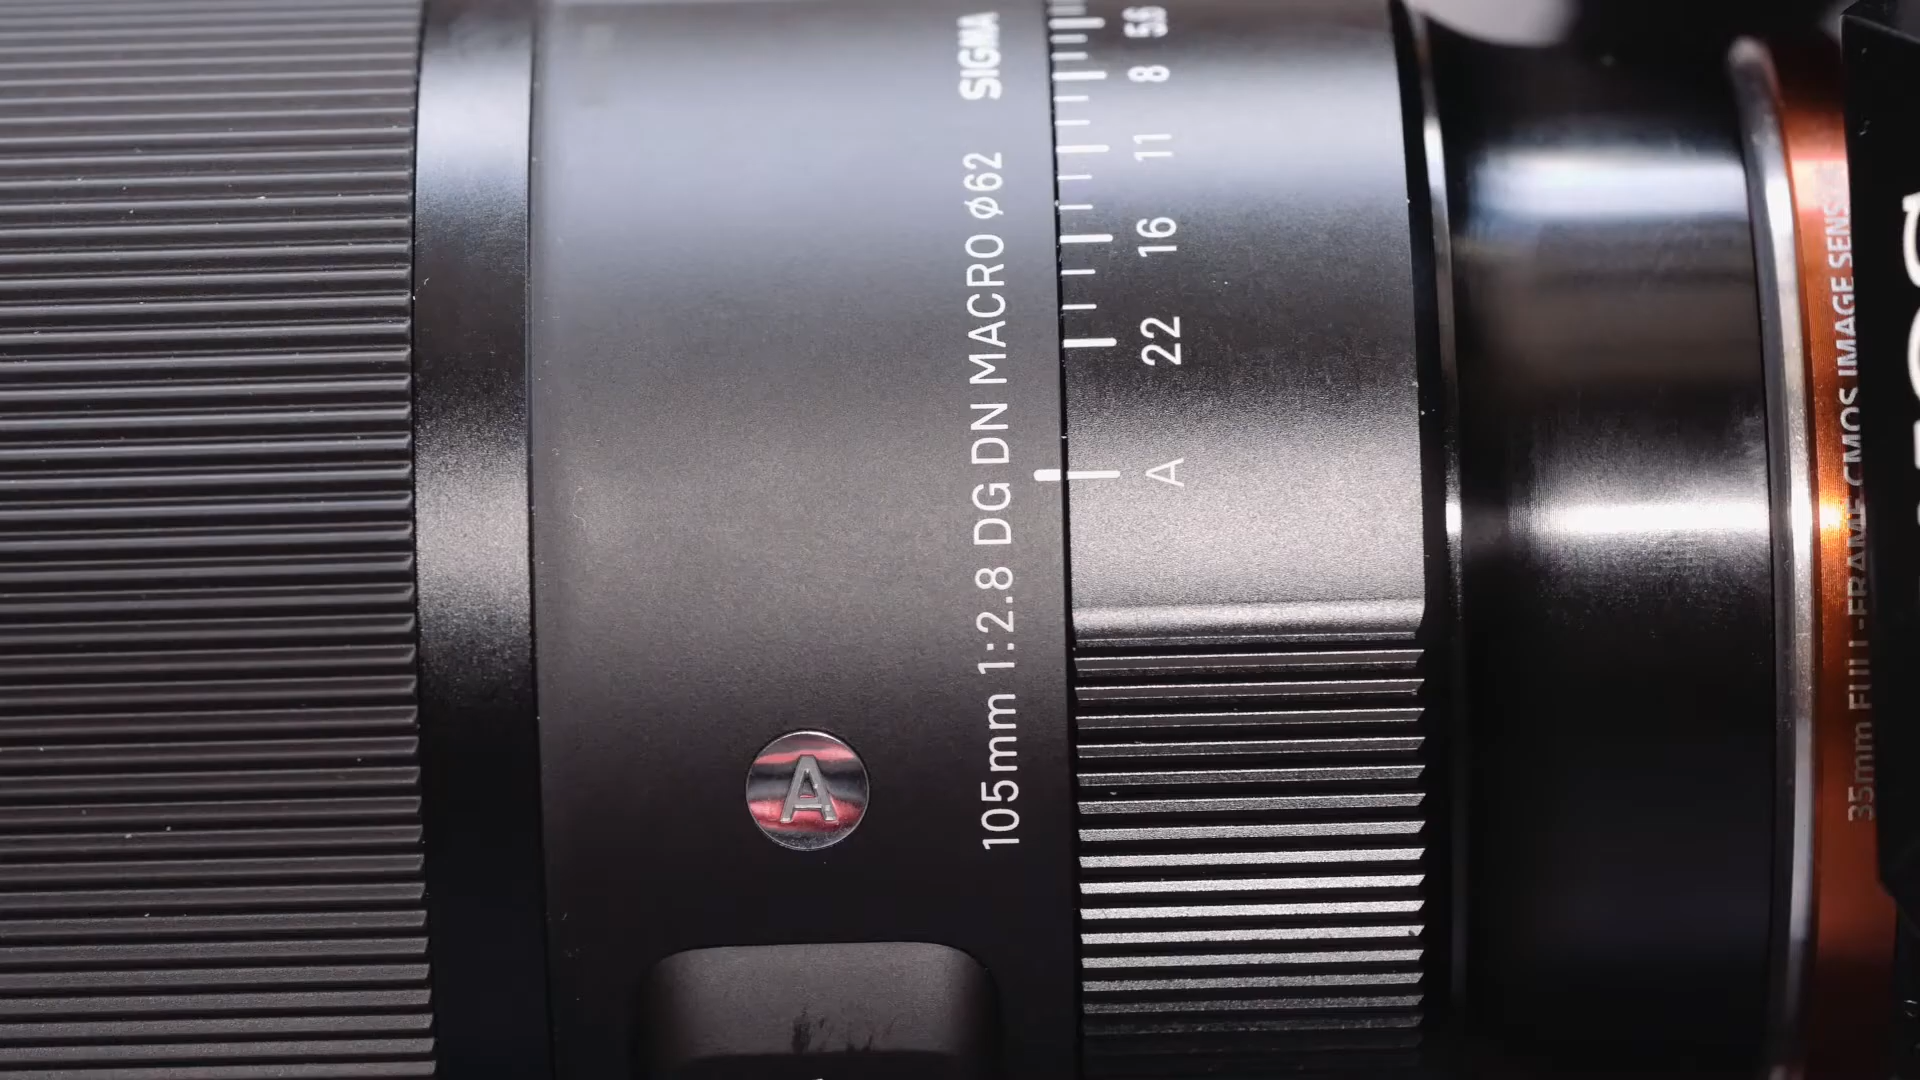 105mm 1:2.8 DG DN MACRO ø62 SIGMA
A 22 16 11 8 5.6
A
35mm FULL-FRAME CMOS IMAGE